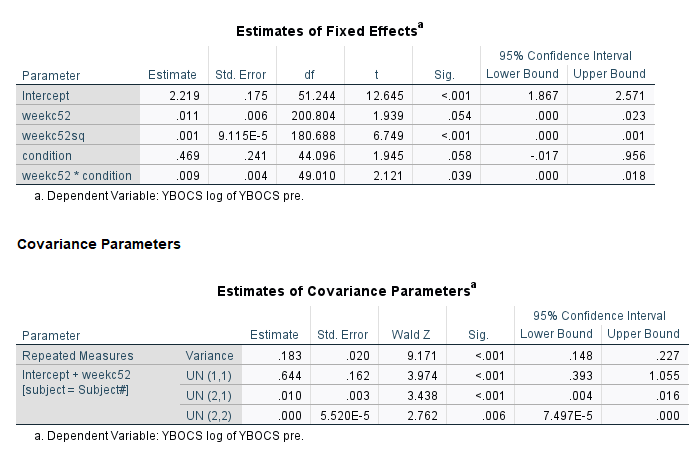 Estimates of Fixed Effectsa
95% Confidence Interval
Parameter Estimate Std. Error df t Sig. Lower Bound Upper Bound
Intercept 2.219 .175 51.244 12.645 <.001 1.867 2.571
weekc52 .011 .006 200.804 1.939 .054 .000 .023
weekc52sq .001 9.115E-5 180.688 6.749 <.001 .000 .001
condition .469 .241 44.096 1.945 .058 -.017 .956
weekc52 * condition .009 .004 49.010 2.121 .039 .000 .018
a. Dependent Variable: YBOCS log of YBOCS pre.
Covariance Parameters
Estimates of Covariance Parametersa
95% Confidence Interval
Parameter Estimate Std. Error Wald Z Sig. Lower Bound Upper Bound
Repeated Measures Variance .183 .020 9.171 <.001 .148 .227
Intercept + weekc52 UN (1,1) .644 .162 3.974 <.001 .393 1.055
[subject = Subject#] UN (2,1) .010 .003 3.438 <.001 .004 .016
UN (2,2) .000 5.520E-5 2.762 .006 7.497E-5 .000
a. Dependent Variable: YBOCS log of YBOCS pre.